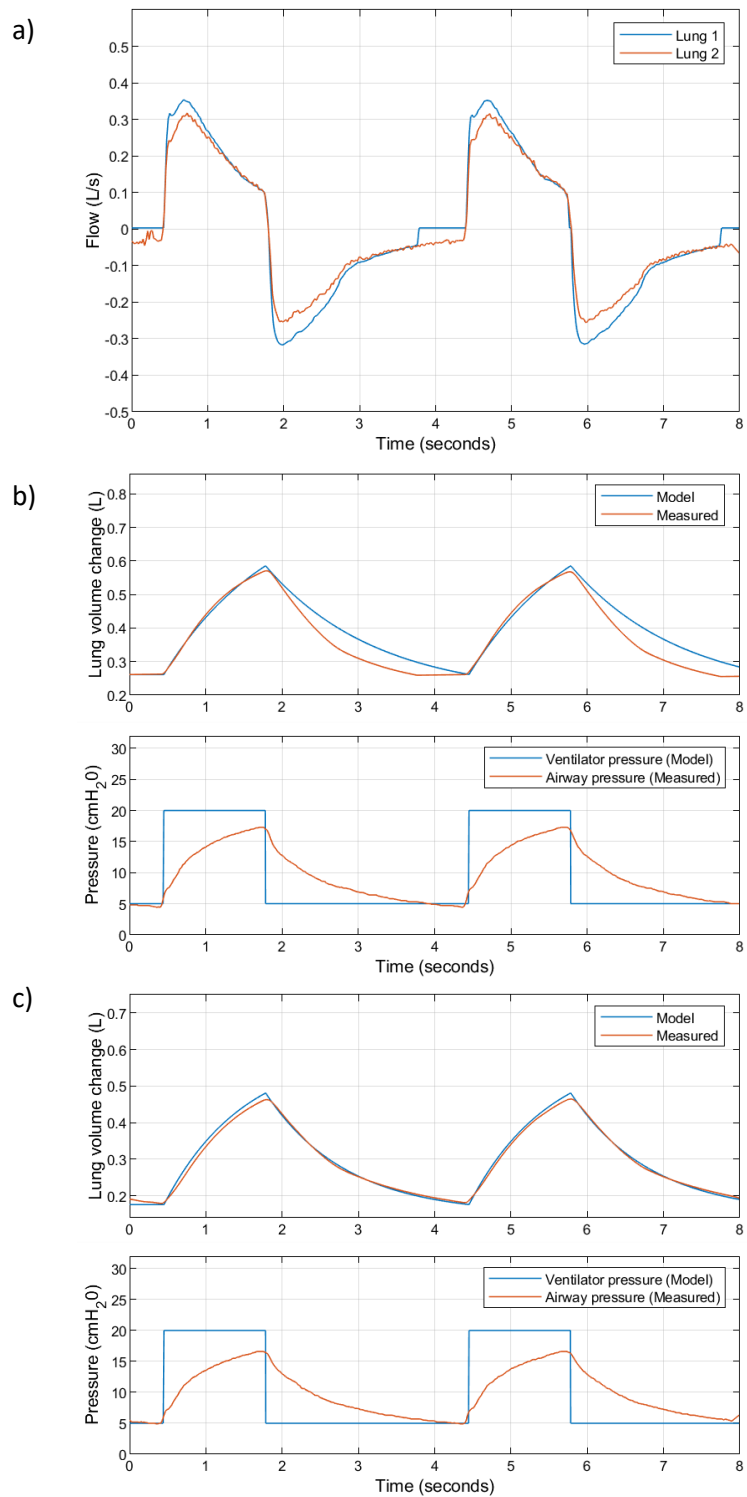 a)
0.5
0.4
0.3
0.2
0.1
0
-0.1
-0.2
-0.3
-0.4
-0.5
Flow (L/s)
Lung 1
Lung 2
0 1 2 3 4 5 6 7 8
Time (seconds)
b)
0.8
0.7
0.6
0.5
0.4
0.3
0.2
Lung volume change (L)
Model
Measured
0 1 2 3 4 5 6 7 8
30
25
20
15
10
5
0
Pressure (cmH₂0)
Ventilator pressure (Model)
Airway pressure (Measured)
0 1 2 3 4 5 6 7 8
Time (seconds)
c)
0.7
0.6
0.5
0.4
0.3
0.2
Lung volume change (L)
Model
Measured
0 1 2 3 4 5 6 7 8
30
25
20
15
10
5
0
Pressure (cmH₂0)
Ventilator pressure (Model)
Airway pressure (Measured)
0 1 2 3 4 5 6 7 8
Time (seconds)